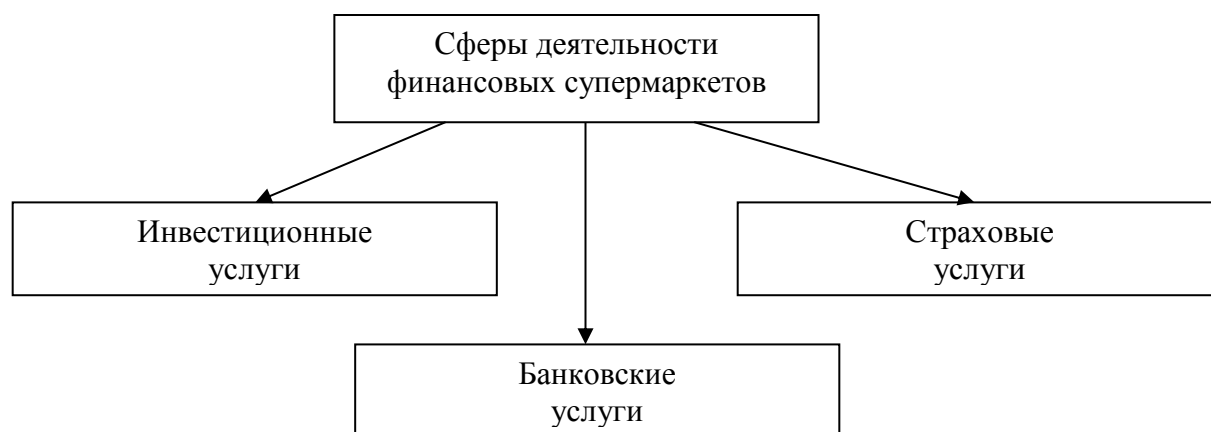 Сферы деятельности
финансовых супермаркетов
Инвестиционные
услуги
Страховые
услуги
Банковские
услуги